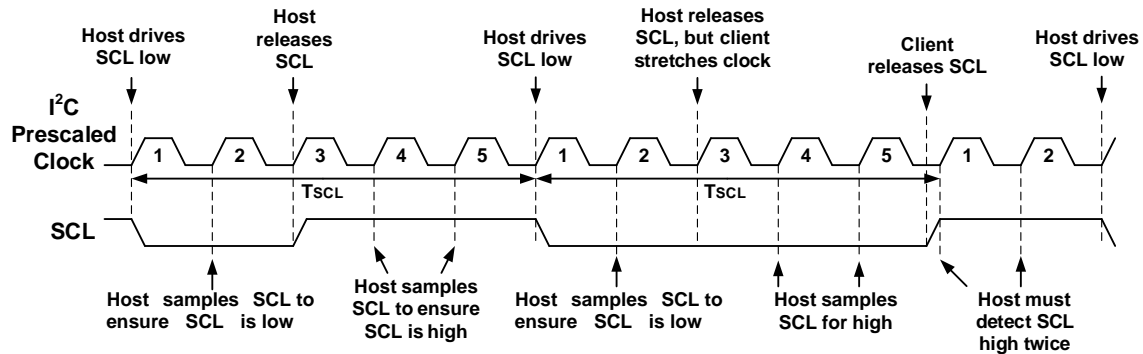 Host drives
SCL low
Host
releases
SCL
Host drives
SCL low
Host releases
SCL, but client
stretches clock
Client
releases SCL
Host drives
SCL low
I²C
Prescaled
Clock
1 2 3 4 5 1 2 3 4 5 1 2
TSCL TSCL
SCL
Host samples SCL to
ensure SCL is low
Host samples
SCL to ensure
SCL is high
Host samples SCL to
ensure SCL is low
Host samples
SCL for high
Host must
detect SCL
high twice